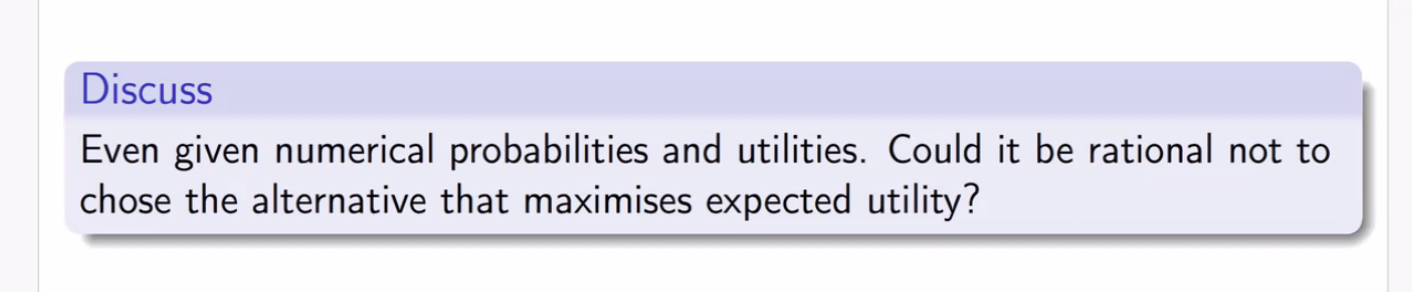 Discuss
Even given numerical probabilities and utilities. Could it be rational not to
chose the alternative that maximises expected utility?